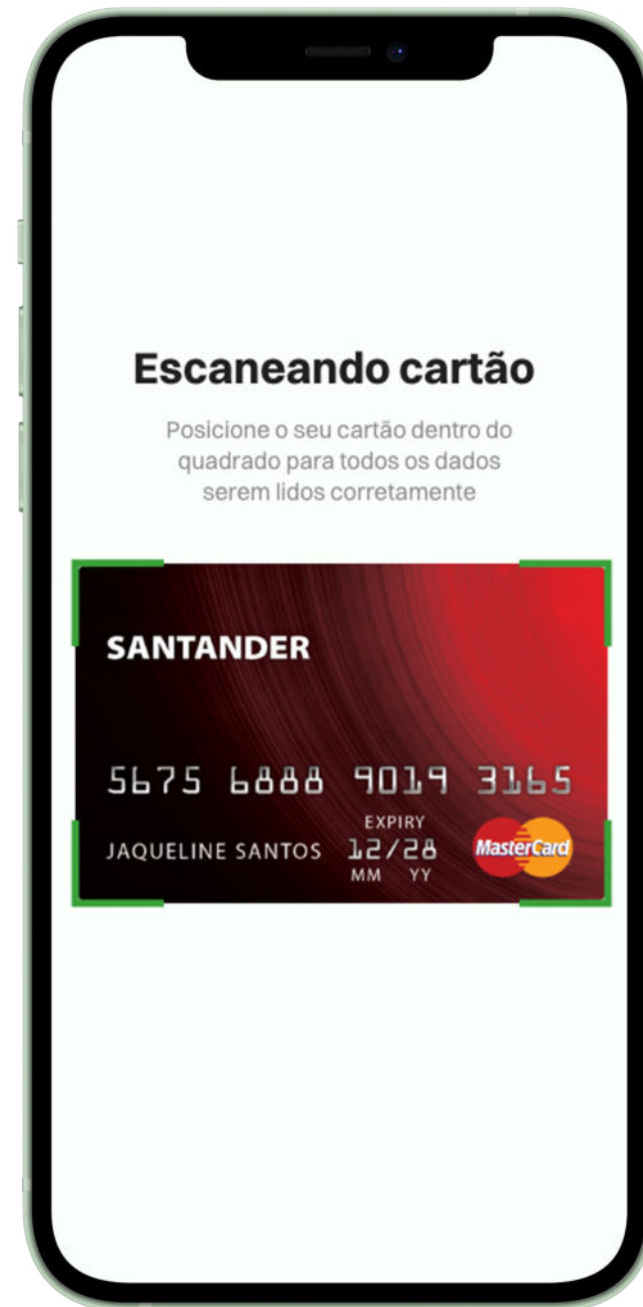 Escaneando cartão
Posicione o seu cartão dentro do
quadrado para todos os dados
serem lidos corretamente
SANTANDER
5675 6888 9019 3165
EXPIRY
JAQUELINE SANTOS 12/28
MM YY
MasterCard